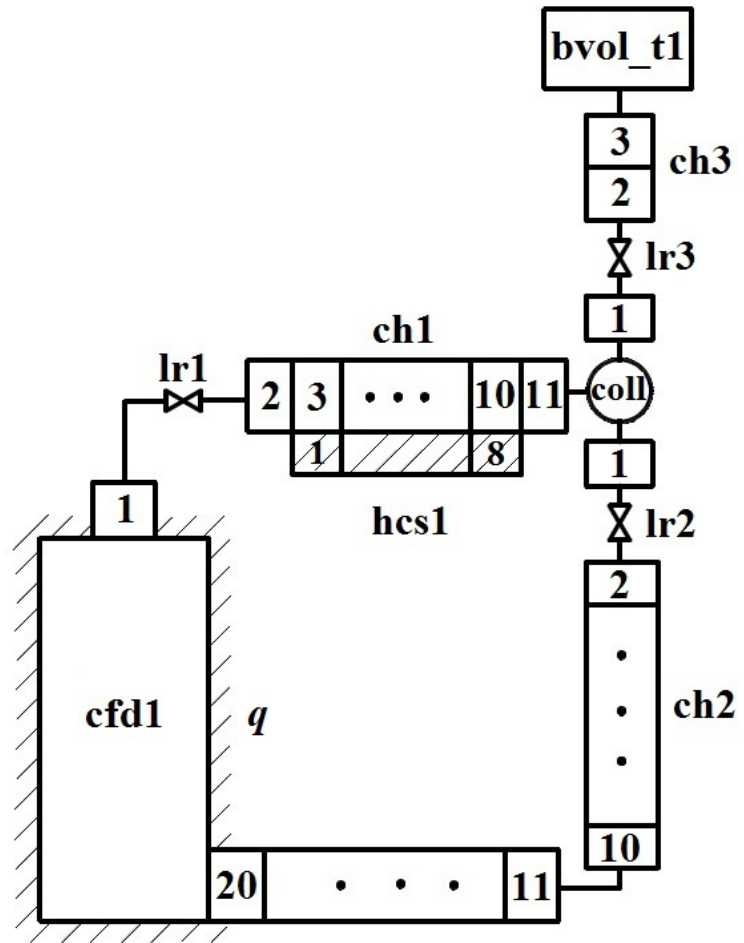 bvol_t1
3
ch3
2
lr3
1
ch1
lr1
2 3 • • • 10 11
coll
1 8
1
hcs1
lr2
1
2
cfd1
q
ch2
10
20 • • • 11